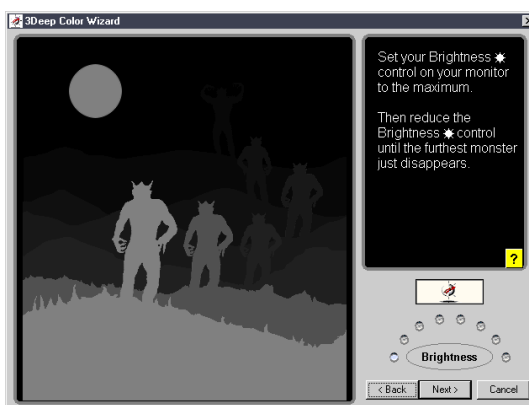 3Deep Color Wizard
Set your Brightness
control on your monitor
to the maximum.
Then reduce the
Brightness control
until the furthest monster
just disappears.
?
Brightness
< Back
Next >
Cancel